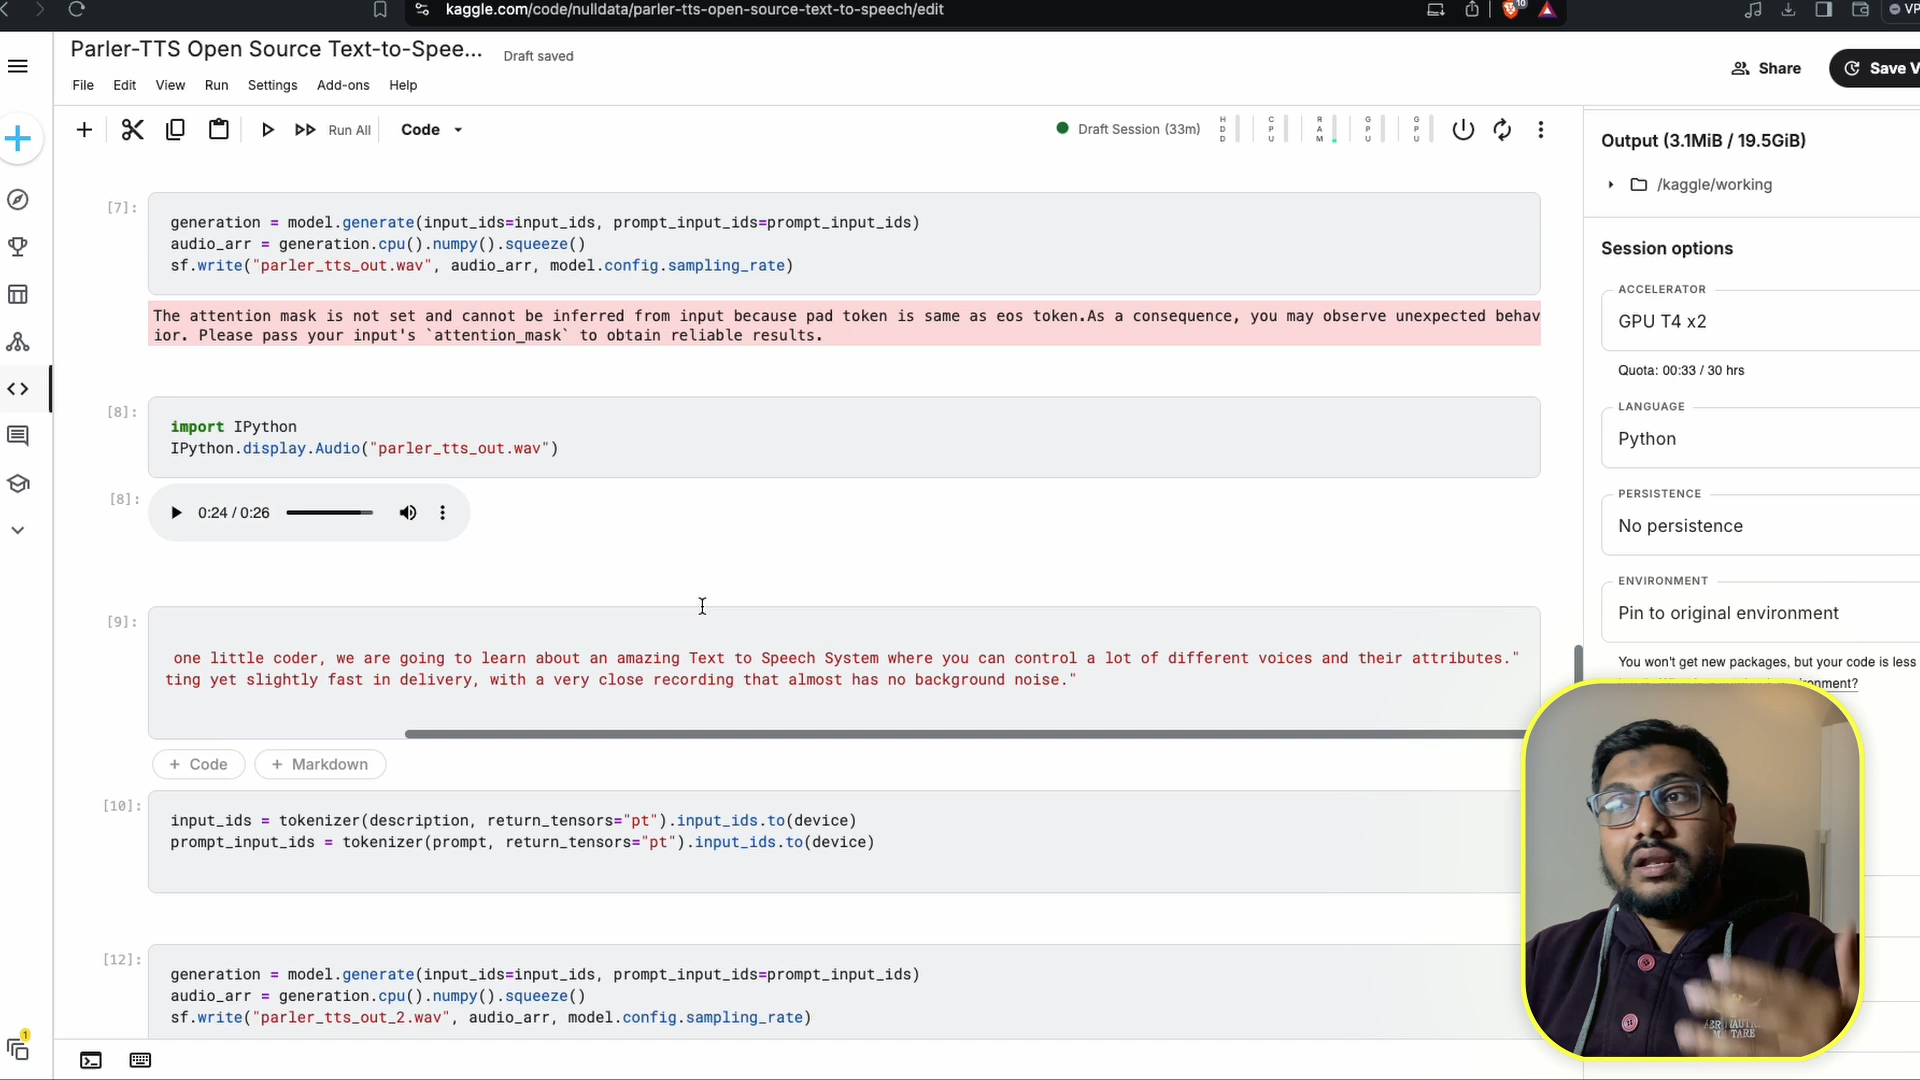 kaggle.com/code/nulldata/parler-tts-open-source-text-to-speech/edit
10
VP
Parler-TTS Open Source Text-to-Spee...
Draft saved
Share
Save V
File Edit View Run Settings Add-ons Help
Run All
Code
Draft Session (33m)
HDD
CPU
RAM
GPU
GPU
Output (3.1MiB / 19.5GiB)
/kaggle/working
Session options
ACCELERATOR
GPU T4 x2
Quota: 00:33 / 30 hrs
LANGUAGE
Python
PERSISTENCE
No persistence
ENVIRONMENT
Pin to original environment
You won't get new packages, but your code is less
[7]:
generation = model.generate(input_ids=input_ids, prompt_input_ids=prompt_input_ids)
audio_arr = generation.cpu().numpy().squeeze()
sf.write("parler_tts_out.wav", audio_arr, model.config.sampling_rate)
The attention mask is not set and cannot be inferred from input because pad token is same as eos token.As a consequence, you may observe unexpected behav
ior. Please pass your input's `attention_mask` to obtain reliable results.
[8]:
import IPython
IPython.display.Audio("parler_tts_out.wav")
[8]:
0:24 / 0:26
[9]:
one little coder, we are going to learn about an amazing Text to Speech System where you can control a lot of different voices and their attributes."
ting yet slightly fast in delivery, with a very close recording that almost has no background noise."
+ Code + Markdown
[10]:
input_ids = tokenizer(description, return_tensors="pt").input_ids.to(device)
prompt_input_ids = tokenizer(prompt, return_tensors="pt").input_ids.to(device)
[12]:
generation = model.generate(input_ids=input_ids, prompt_input_ids=prompt_input_ids)
audio_arr = generation.cpu().numpy().squeeze()
sf.write("parler_tts_out_2.wav", audio_arr, model.config.sampling_rate)
1